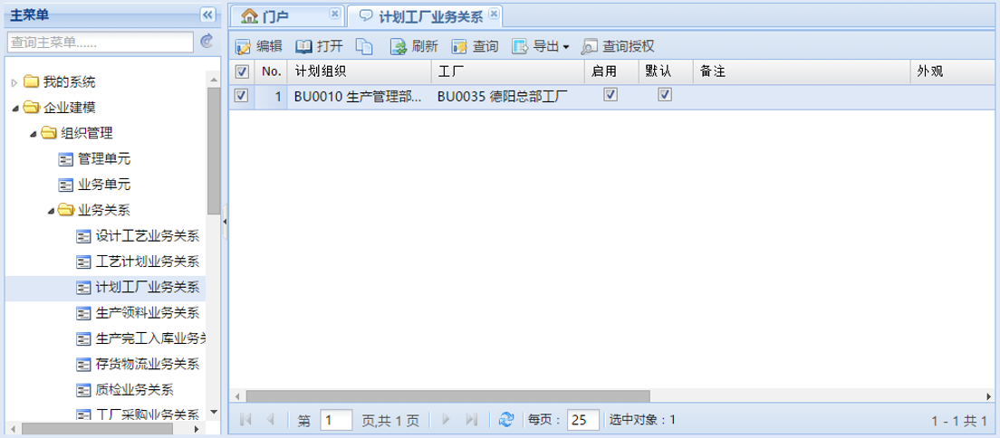 主菜单
查询主菜单......
我的系统
企业建模
组织管理
管理单元
业务单元
业务关系
设计工艺业务关系
工艺计划业务关系
计划工厂业务关系
生产领料业务关系
生产完工入库业务关
存货物流业务关系
质检业务关系
工厂采购业务关系
门户 计划工厂业务关系
编辑 打开 刷新 查询 导出 查询授权
No. 计划组织 工厂 启用 默认 备注 外观
1 BU0010 生产管理部... BU0035 德阳总部工厂
第 1 页,共 1 页 每页： 25 选中对象：1 1 - 1 共 1